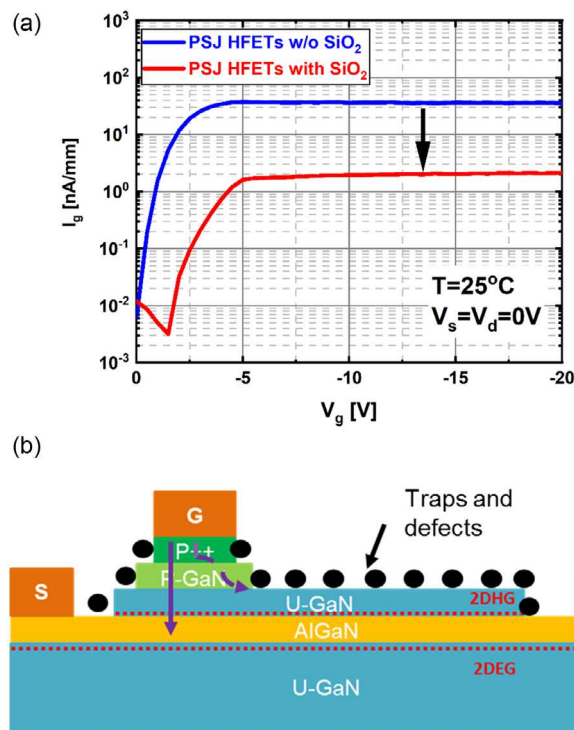 (a)
PSJ HFETs w/o SiO₂
PSJ HFETs with SiO₂
10³
10²
10¹
10⁰
10⁻¹
10⁻²
10⁻³
I_g [nA/mm]
T=25°C
V_s=V_d=0V
0
-5
-10
-15
-20
V_g [V]
(b)
Traps and
defects
G
P++
P-GaN
S
U-GaN
2DHG
AlGaN
2DEG
U-GaN